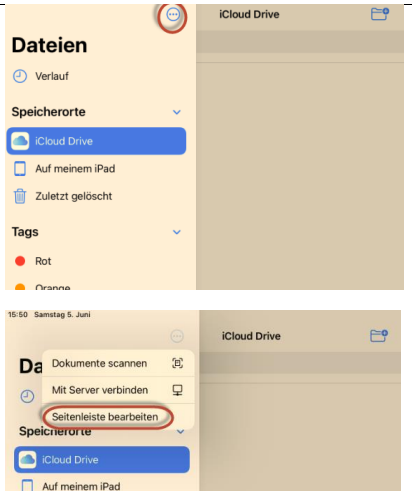 iCloud Drive
Dateien
Verlauf
Speicherorte
iCloud Drive
Auf meinem iPad
Zuletzt gelöscht
Tags
Rot
Orange
15:50 Samstag 5. Juni
iCloud Drive
Da
Dokumente scannen
Mit Server verbinden
Seitenleiste bearbeiten
Speicherorte
iCloud Drive
Auf meinem iPad